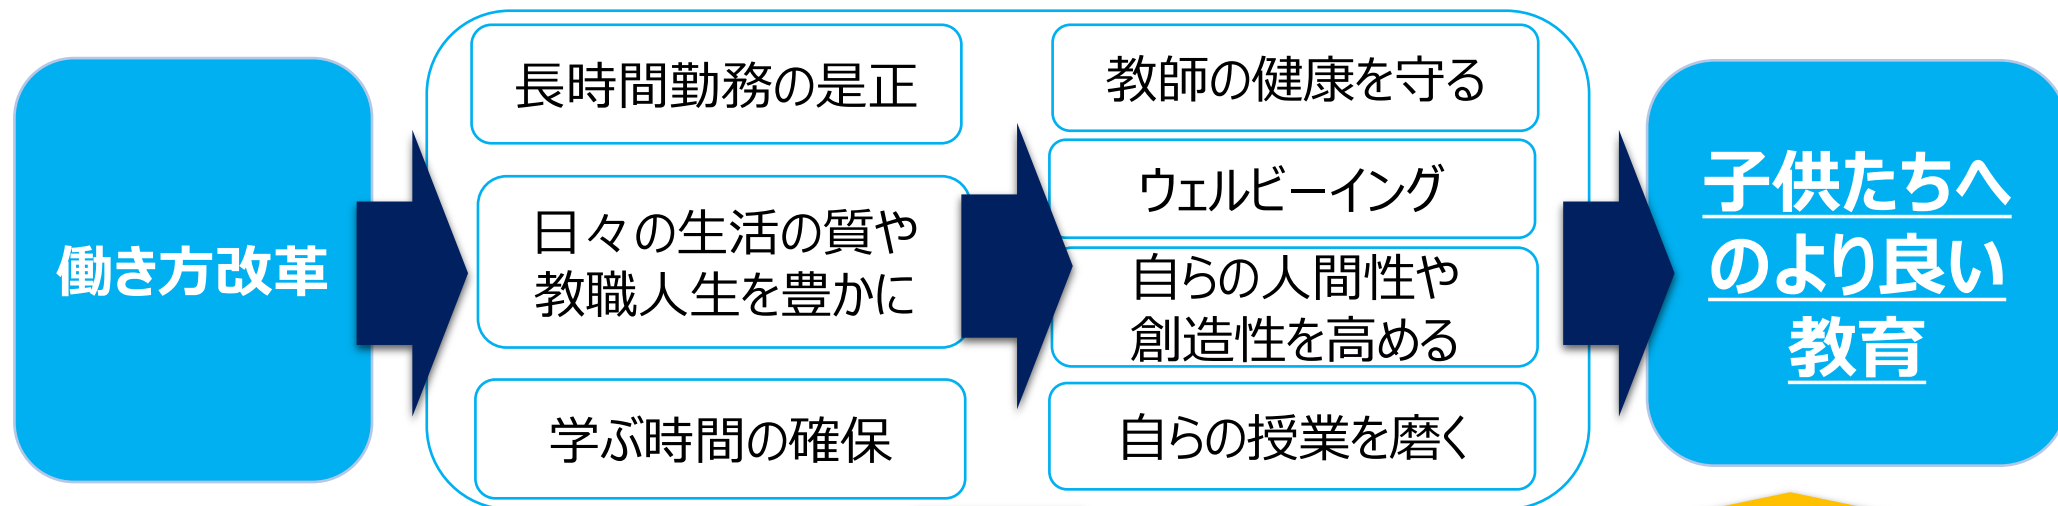 働き方改革
長時間勤務の是正
日々の生活の質や
教職人生を豊かに
学ぶ時間の確保
教師の健康を守る
ウェルビーイング
自らの人間性や
創造性を高める
自らの授業を磨く
子供たちへ
のより良い
教育